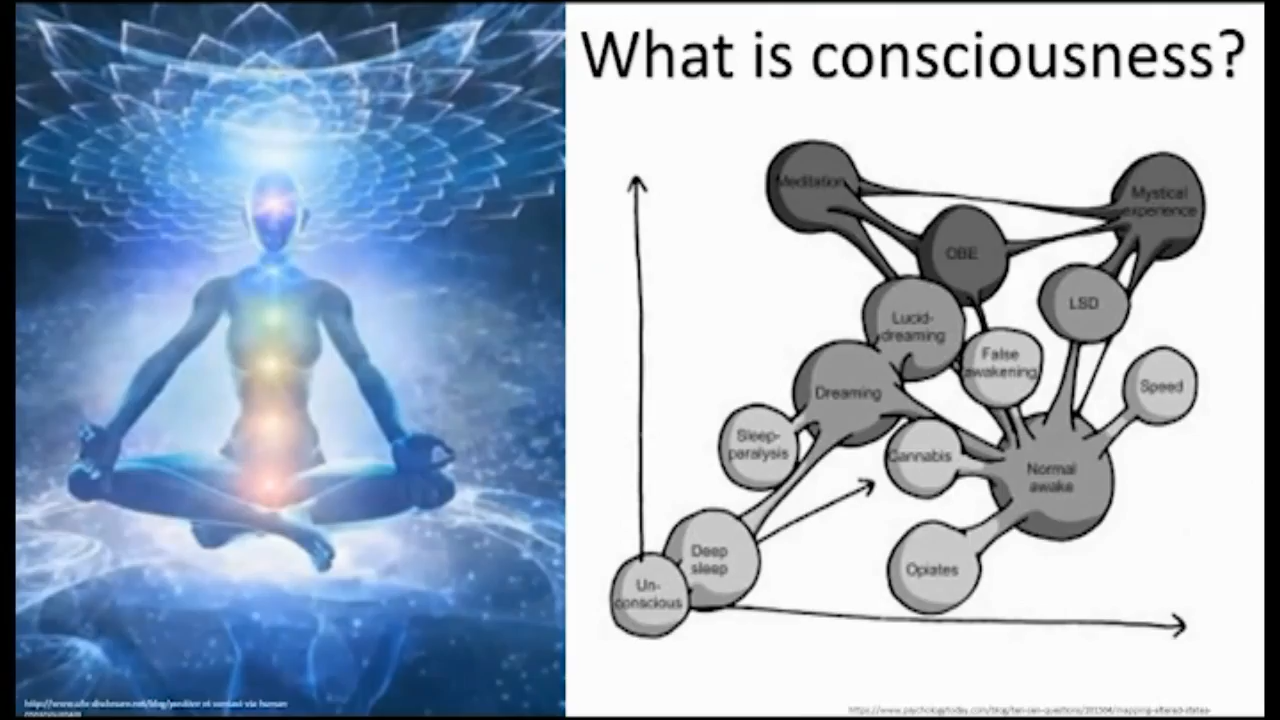 What is consciousness?
Meditation
Mystical
experience
OBE
LSD
Lucid-
dreaming
False
awakening
Speed
Dreaming
Sleep-
paralysis
Cannabis
Normal
awake
Deep
sleep
Opiates
Un-
conscious